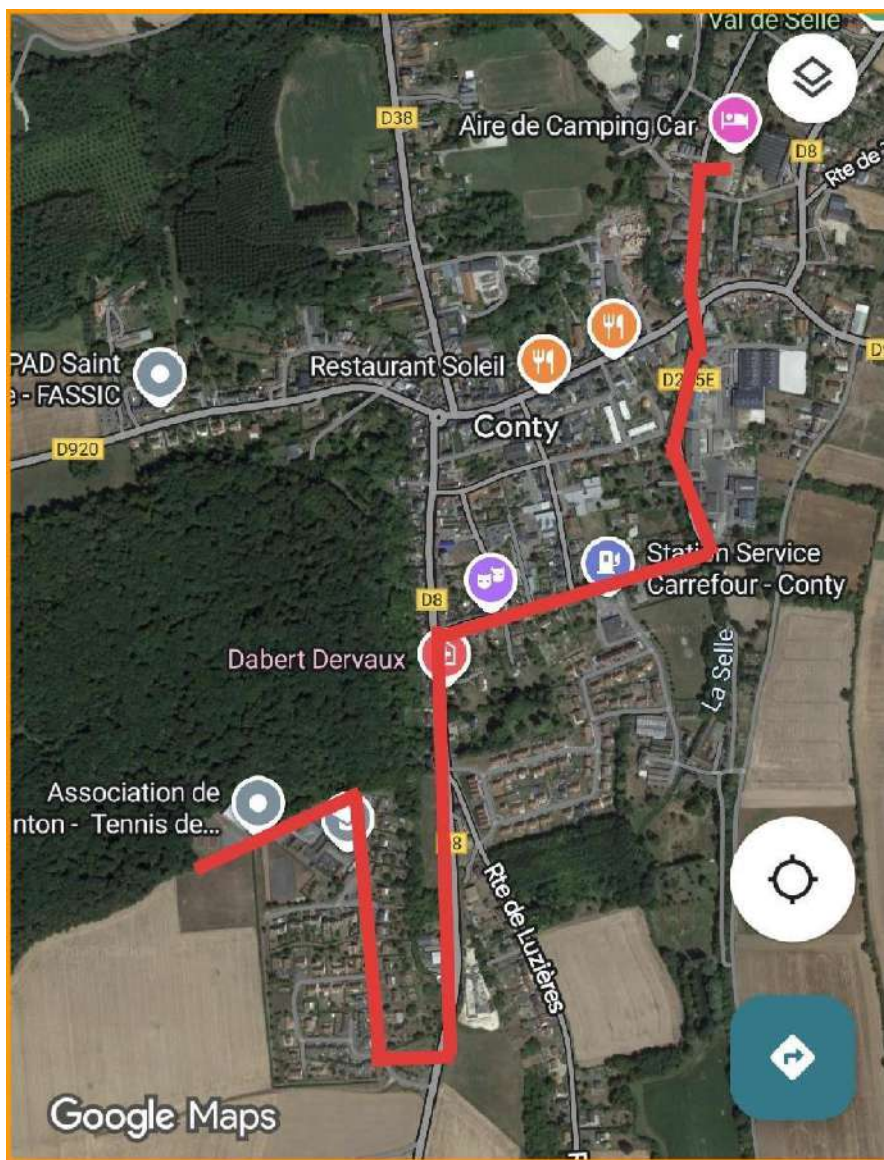 Val de Selle
D38
Aire de Camping Car
D8
Rte de
PAD Saint
e - FASSIC
Restaurant Soleil
D920
Conty
Station Service
Carrefour - Conty
D8
Dabert Dervaux
La Selle
Association de
nton - Tennis de...
Rte de Luzières
Google Maps